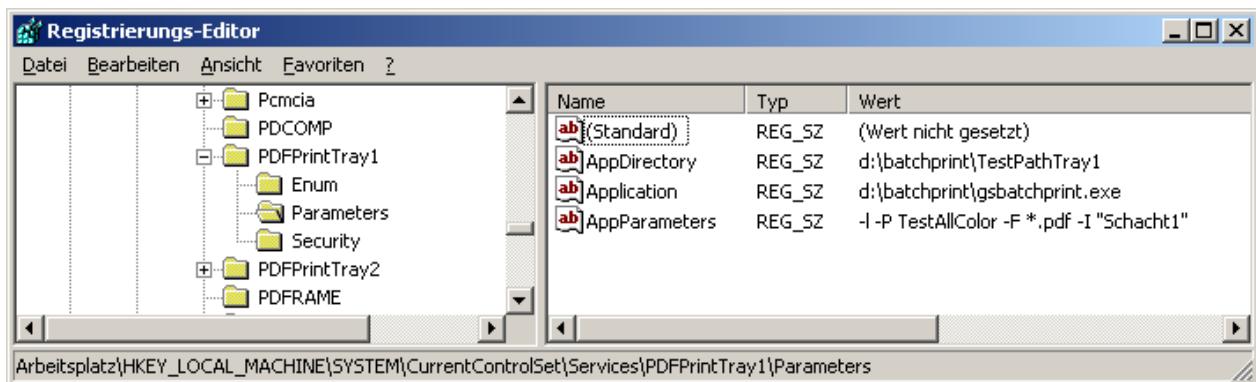 Registrierungs-Editor
Datei Bearbeiten Ansicht Favoriten ?
Pcmcia
PDCOMP
PDFPrintTray1
Enum
Parameters
Security
PDFPrintTray2
PDFRAME
Name Typ Wert
(Standard) REG_SZ (Wert nicht gesetzt)
AppDirectory REG_SZ d:\batchprint\TestPathTray1
Application REG_SZ d:\batchprint\gsbatchprint.exe
AppParameters REG_SZ -l -P TestAllColor -F *.pdf -I "Schacht1"
Arbeitsplatz\HKEY_LOCAL_MACHINE\SYSTEM\CurrentControlSet\Services\PDFPrintTray1\Parameters